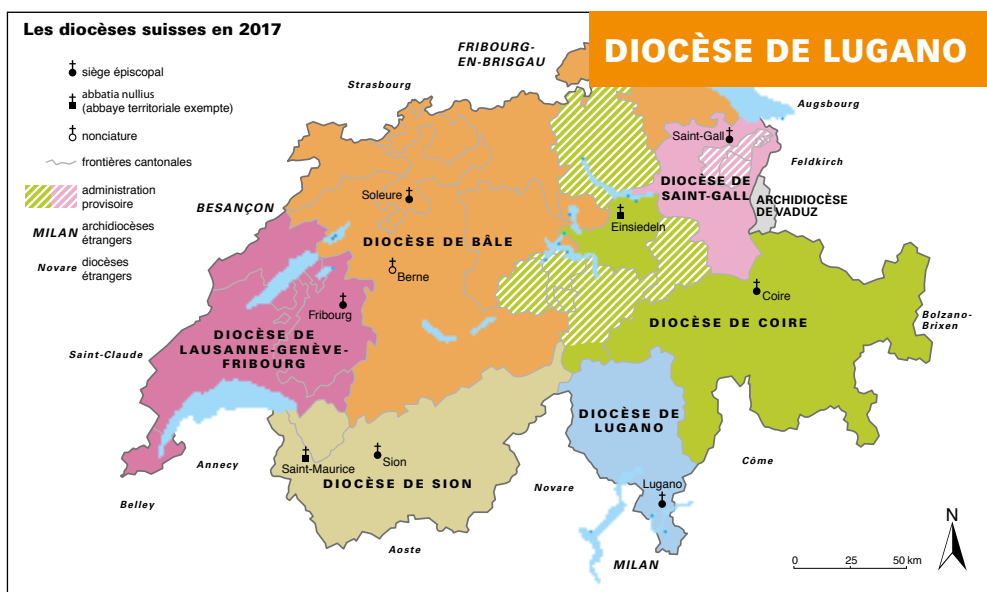 Les diocèses suisses en 2017
DIOCÈSE DE LUGANO
siège épiscopal
abbatia nullius
(abbaye territoriale exempte)
nonciature
frontières cantonales
administration
provisoire
MILAN
archidiocèses
étrangers
Novare
diocèses
étrangers
FRIBOURG-
EN-BRISGAU
Strasbourg
Augsbourg
Saint-Gall
Feldkirch
DIOCÈSE DE
SAINT-GALL
ARCHIDIOCÈSE
DE VADUZ
BESANÇON
Soleure
Einsiedeln
DIOCÈSE DE BÂLE
Berne
Coire
Fribourg
Bolzano-
Brixen
DIOCÈSE DE COIRE
DIOCÈSE DE
LAUSANNE-GENÈVE-
FRIBOURG
Saint-Claude
DIOCÈSE DE
LUGANO
Annecy
Saint-Maurice
Sion
Côme
DIOCÈSE DE SION
Novare
Lugano
Belley
Aoste
MILAN
N
0 25 50 km